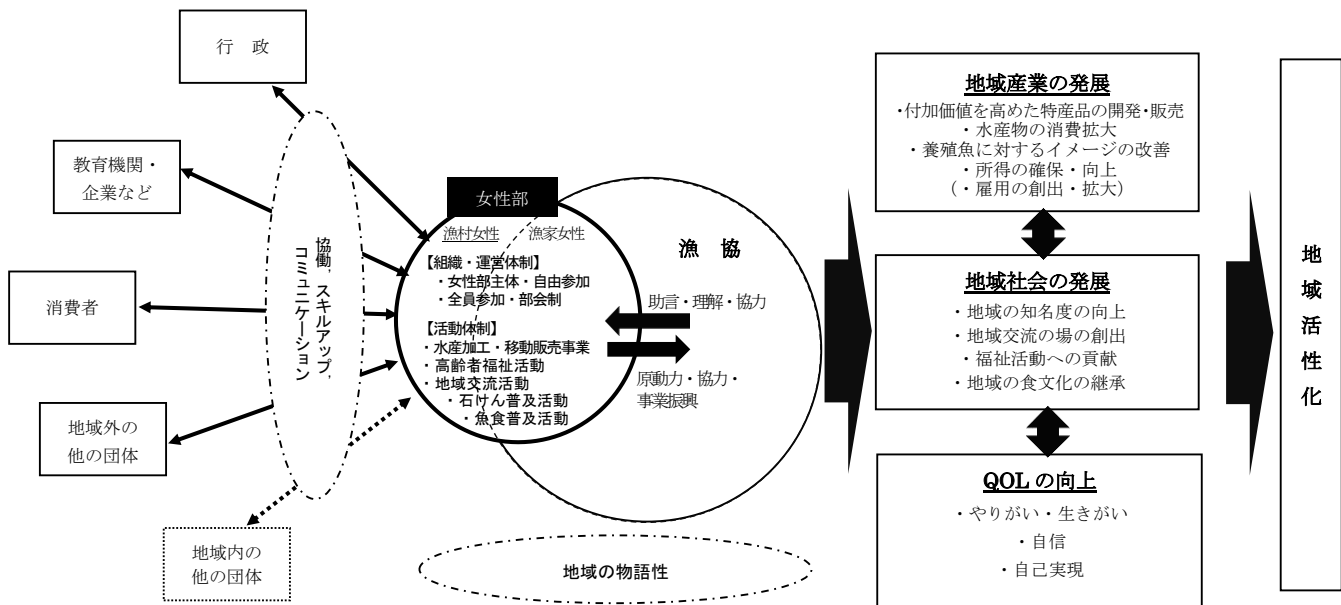 行　政
教育機関・
企業など
消費者
地域外の
他の団体
地域内の
他の団体
協働，スキルアップ，
コミュニケーション
女性部
漁村女性
漁家女性
【組織・運営体制】
・女性部主体・自由参加
・全員参加・部会制
【活動体制】
・水産加工・移動販売事業
・高齢者福祉活動
・地域交流活動
・石けん普及活動
・魚食普及活動
漁　協
助言・理解・協力
原動力・協力・
事業振興
地域の物語性
地域産業の発展
・付加価値を高めた特産品の開発・販売
・水産物の消費拡大
・養殖魚に対するイメージの改善
・所得の確保・向上
（・雇用の創出・拡大）
地域社会の発展
・地域の知名度の向上
・地域交流の場の創出
・福祉活動への貢献
・地域の食文化の継承
QOL の向上
・やりがい・生きがい
・自信
・自己実現
地域活性化